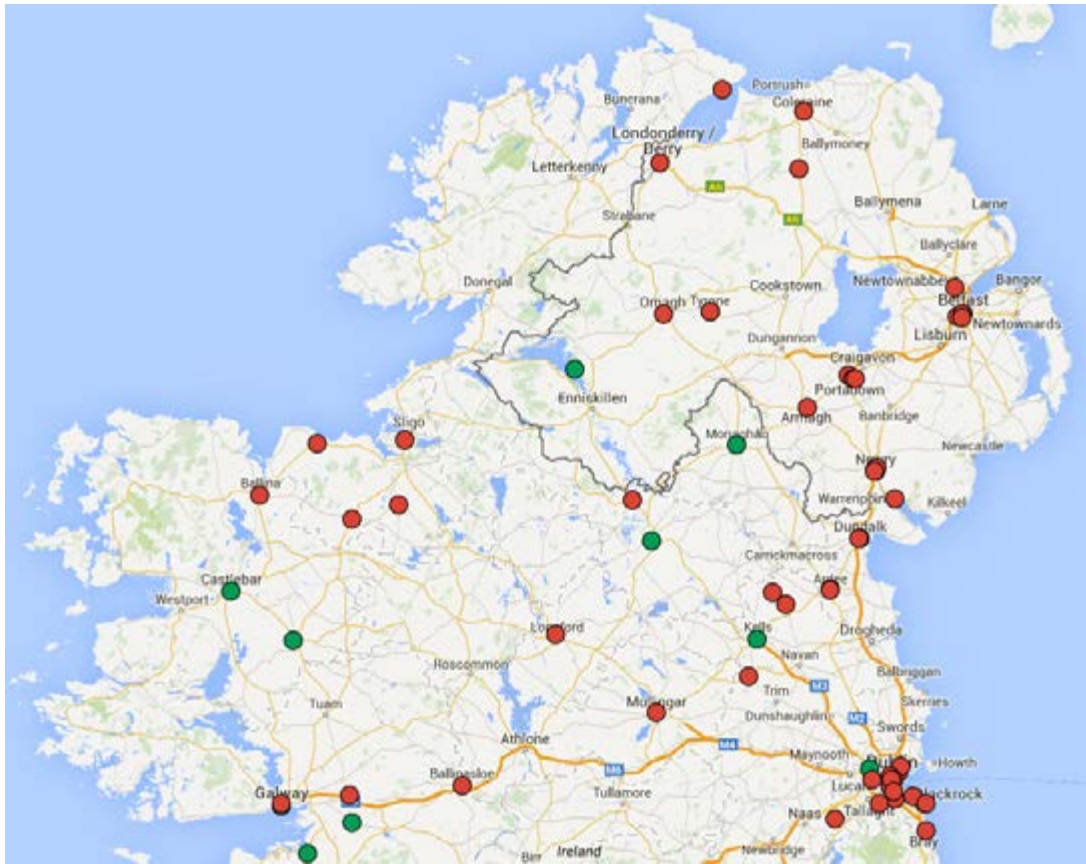 Portrush
Buncrana
Coleraine
Londonderry /
Derry
Ballymoney
Letterkenny
A6
Ballymena
Larne
Strabane
A6
Ballyclare
Donegal
Newtownabbey
Bangor
Cookstown
Belfast
Omagh Tyrone
Newtownards
Lisburn
Dungannon
Craigavon
Enniskillen
Portadown
Armagh
Banbridge
Sligo
Monaghan
Newcastle
Newry
Ballina
Warrenpoint
Kilkeel
Dundalk
Carrickmacross
Castlebar
Ardee
Westport
Longford
Kells
Drogheda
Roscommon
Navan
Balbriggan
M3
Trim
Skerries
Tuam
Mullingar
Dunshaughlin
M2
Swords
Athlone
M4
Maynooth
Dublin
Howth
Ballinasloe
M6
Lucan
Galway
Tullamore
Blackrock
Tallaght
Naas
Bray
Birr
Ireland
Newbridge